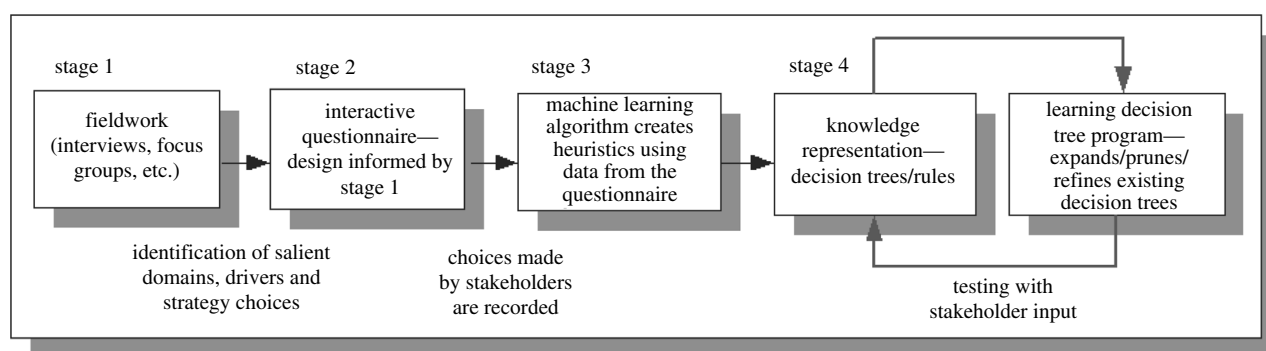 stage 1
fieldwork
(interviews, focus
groups, etc.)
identification of salient
domains, drivers and
strategy choices
stage 2
interactive
questionnaire—
design informed by
stage 1
choices made
by stakeholders
are recorded
stage 3
machine learning
algorithm creates
heuristics using
data from the
questionnaire
stage 4
knowledge
representation—
decision trees/rules
learning decision
tree program—
expands/prunes/
refines existing
decision trees
testing with
stakeholder input